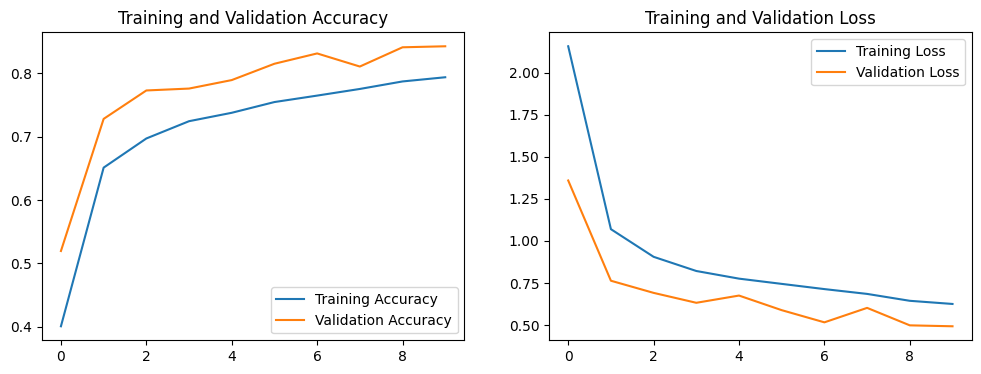 Training and Validation Accuracy
0.8
0.7
0.6
0.5
0.4
0 2 4 6 8
Training Accuracy
Validation Accuracy
Training and Validation Loss
2.00
1.75
1.50
1.25
1.00
0.75
0.50
0 2 4 6 8
Training Loss
Validation Loss